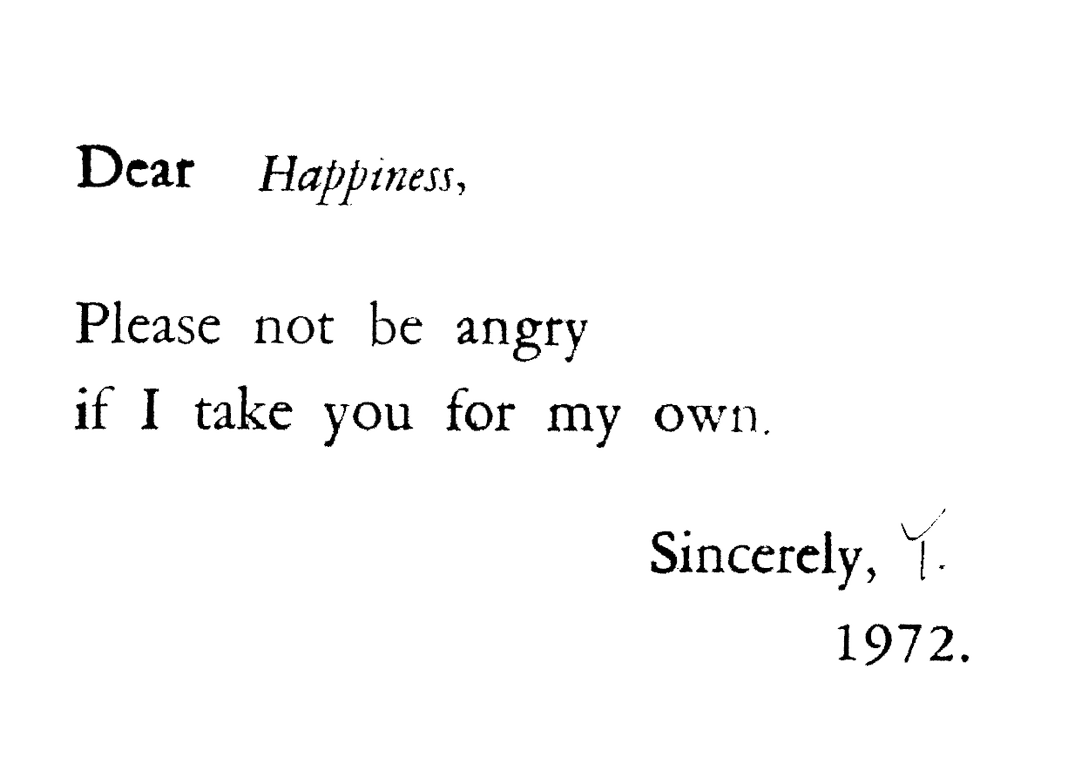 Dear Happiness,
Please not be angry
if I take you for my own.
Sincerely, Y.
1972.